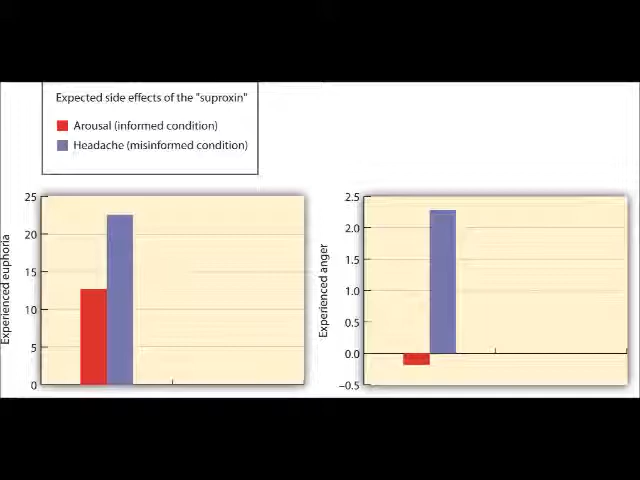 Expected side effects of the "suproxin"
Arousal (informed condition)
Headache (misinformed condition)
Experienced euphoria
25
20
15
10
5
0
Experienced anger
2.5
2.0
1.5
1.0
0.5
0.0
–0.5